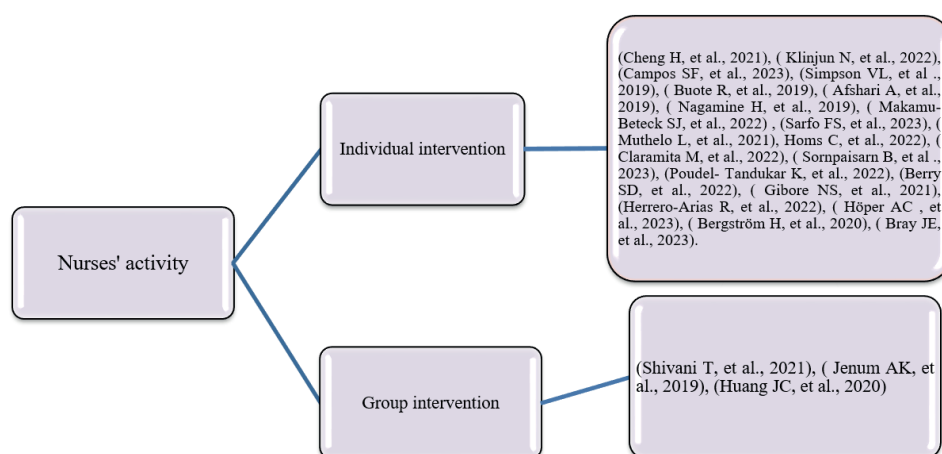 Nurses' activity
Individual intervention
(Cheng H, et al., 2021), ( Klinjun N, et al., 2022),
(Campos SF, et al., 2023), (Simpson VL, et al .,
2019), ( Buote R, et al., 2019), ( Afshari A, et al.,
2019), ( Nagamine H, et al., 2019), ( Makamu-
Beteck SJ, et al., 2022) , (Sarfo FS, et al., 2023), (
Muthelo L, et al., 2021), Homs C, et al., 2022), (
Claramita M, et al., 2022), ( Sornpaisarn B, et al .,
2023), (Poudel- Tandukar K, et al., 2022), (Berry
SD, et al., 2022), ( Gibore NS, et al., 2021),
(Herrero-Arias R, et al., 2022), ( Höper AC , et
al., 2023), ( Bergström H, et al., 2020), ( Bray JE,
et al., 2023).
Group intervention
(Shivani T, et al., 2021), ( Jenum AK, et
al., 2019), (Huang JC, et al., 2020)